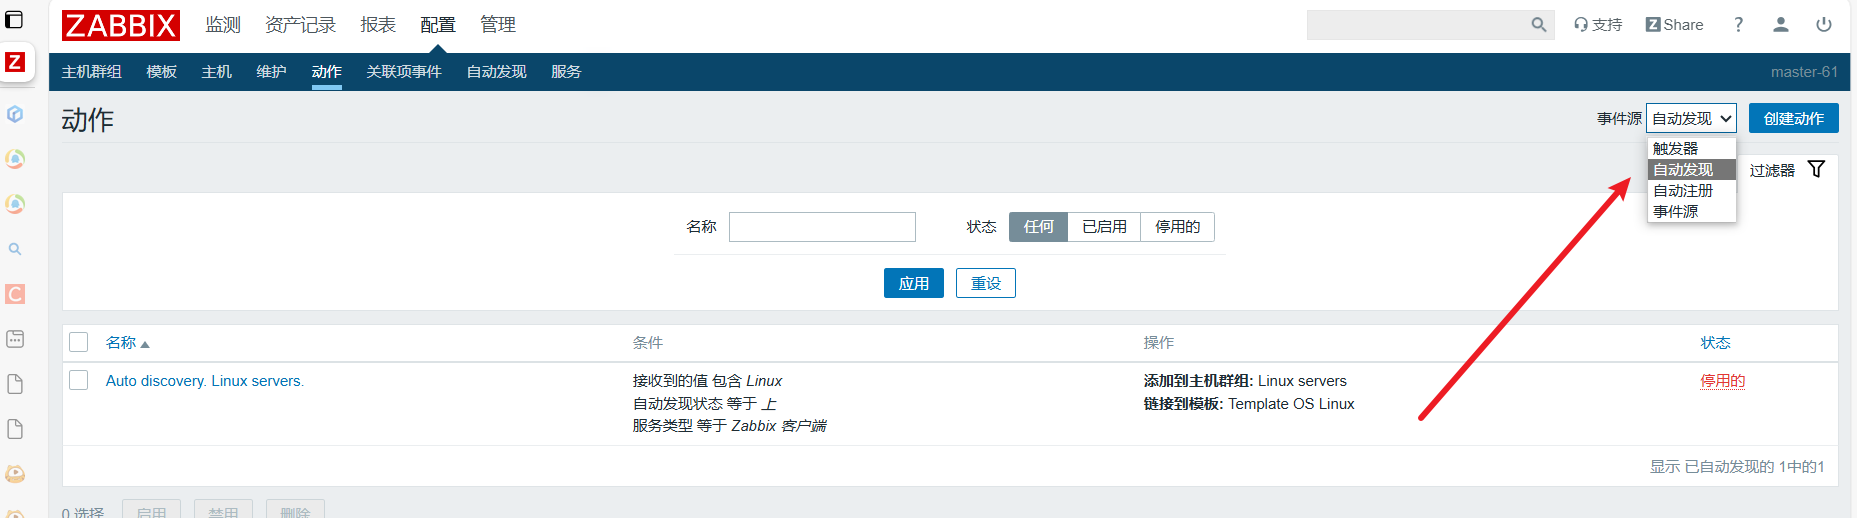 ZABBIX 监测 资产记录 报表 配置 管理 支持 Z Share ?
Z
主机群组 模板 主机 维护 动作 关联项事件 自动发现 服务 master-61
动作 事件源 自动发现 创建动作
触发器
自动发现 过滤器
自动注册
事件源
名称 状态 任何 已启用 停用的
应用 重设
C
名称 条件 操作 状态
Auto discovery. Linux servers. 接收到的值 包含 Linux 添加到主机群组: Linux servers 停用的
自动发现状态 等于 上 链接到模板: Template OS Linux
服务类型 等于 Zabbix 客户端
显示 已自动发现的 1中的1
0 选择 启用 禁用 删除